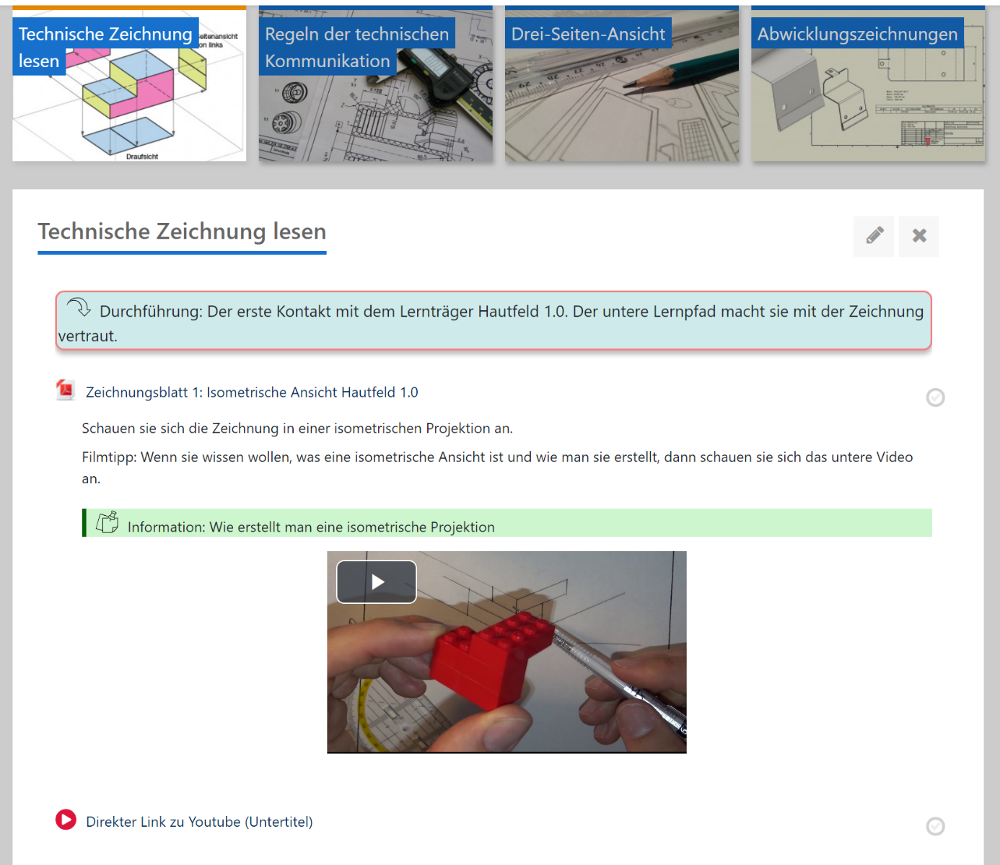 Technische Zeichnung
lesen
Seitenansicht
von links
Draufsicht
Regeln der technischen
Kommunikation
Drei-Seiten-Ansicht
Abwicklungszeichnungen
Technische Zeichnung lesen
Durchführung: Der erste Kontakt mit dem Lernträger Hautfeld 1.0. Der untere Lernpfad macht sie mit der Zeichnung
vertraut.
Zeichnungsblatt 1: Isometrische Ansicht Hautfeld 1.0
Schauen sie sich die Zeichnung in einer isometrischen Projektion an.
Filmtipp: Wenn sie wissen wollen, was eine isometrische Ansicht ist und wie man sie erstellt, dann schauen sie sich das untere Video
an.
Information: Wie erstellt man eine isometrische Projektion
Direkter Link zu Youtube (Untertitel)